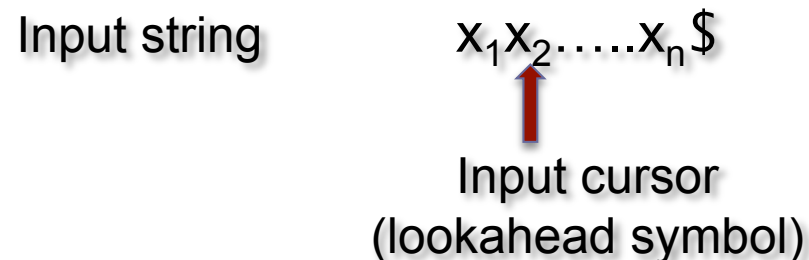 Input string x₁x₂…..xₙ$
Input cursor
(lookahead symbol)